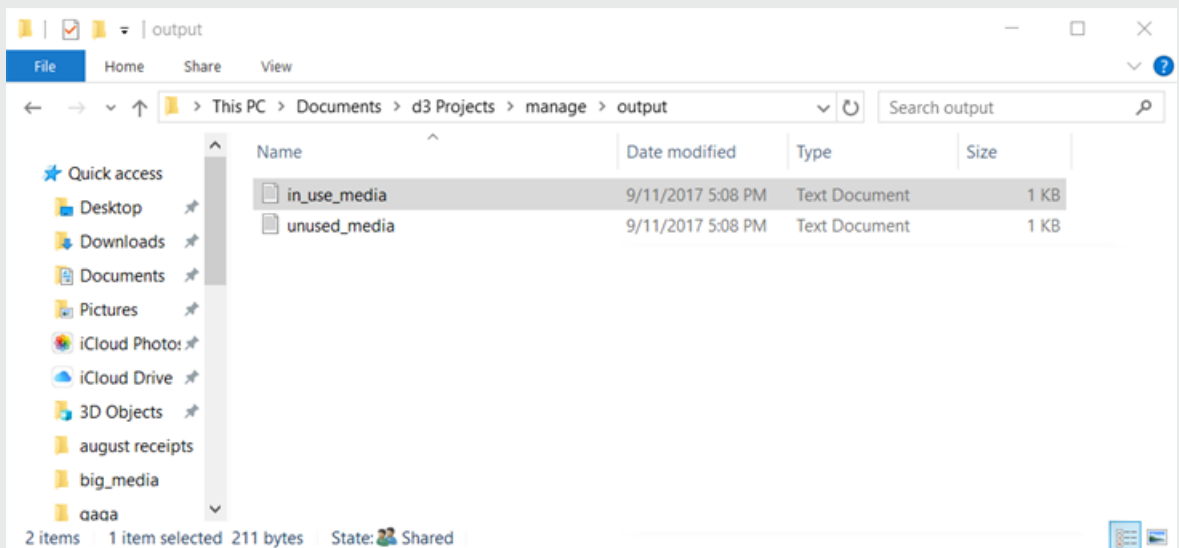 output
File Home Share View
This PC > Documents > d3 Projects > manage > output
Search output
Name Date modified Type Size
Quick access
Desktop
Downloads
Documents
Pictures
iCloud Photos
iCloud Drive
3D Objects
august receipts
big_media
gaga
in_use_media 9/11/2017 5:08 PM Text Document 1 KB
unused_media 9/11/2017 5:08 PM Text Document 1 KB
2 items 1 item selected 211 bytes State: Shared